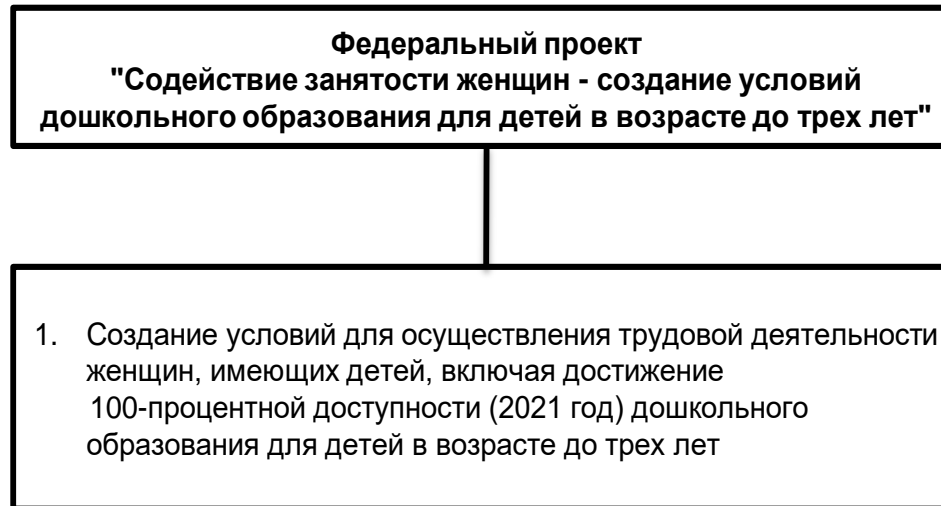 Федеральный проект
"Содействие занятости женщин - создание условий
дошкольного образования для детей в возрасте до трех лет"
1. Создание условий для осуществления трудовой деятельности
женщин, имеющих детей, включая достижение
100-процентной доступности (2021 год) дошкольного
образования для детей в возрасте до трех лет